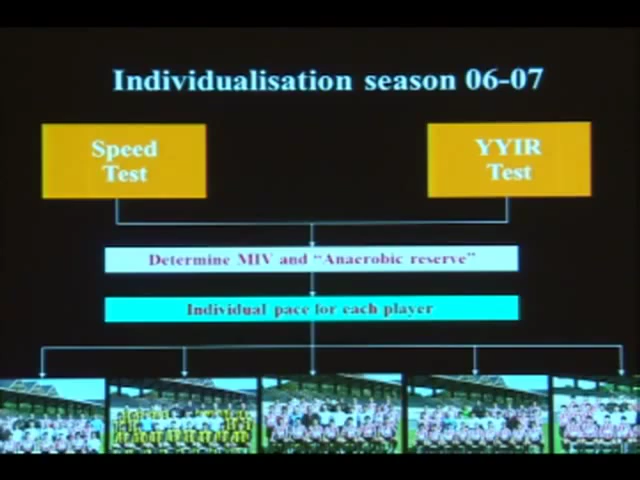 Individualisation season 06-07
Speed
Test
YYIR
Test
Determine MIV and “Anaerobic reserve”
Individual pace for each player